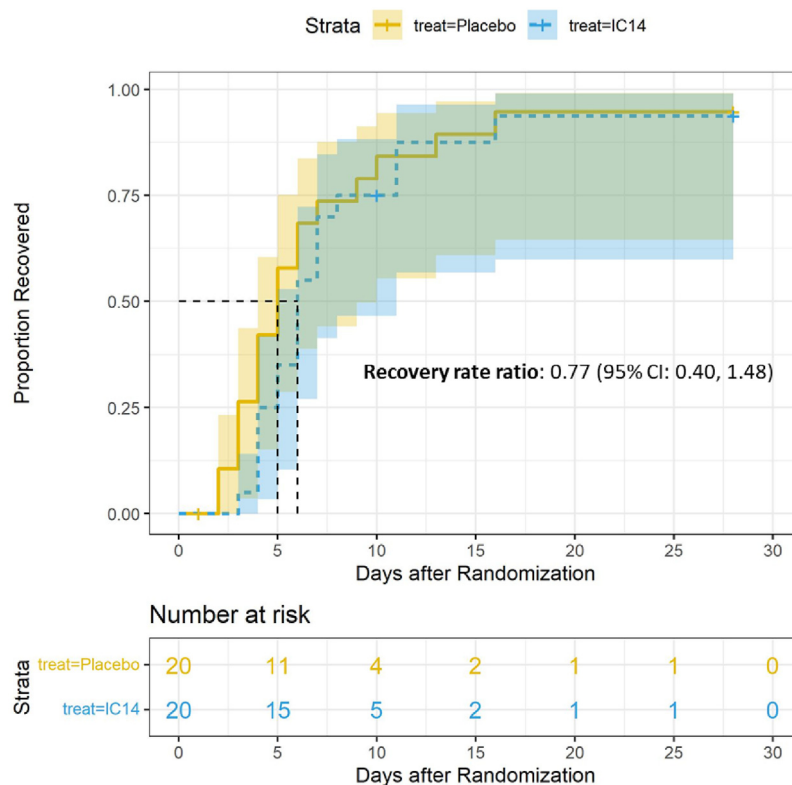 Strata treat=Placebo treat=IC14
Proportion Recovered
1.00
0.75
0.50
0.25
0.00
Recovery rate ratio: 0.77 (95% CI: 0.40, 1.48)
0 5 10 15 20 25 30
Days after Randomization
Number at risk
Strata
treat=Placebo 20 11 4 2 1 1 0
treat=IC14 20 15 5 2 1 1 0
0 5 10 15 20 25 30
Days after Randomization